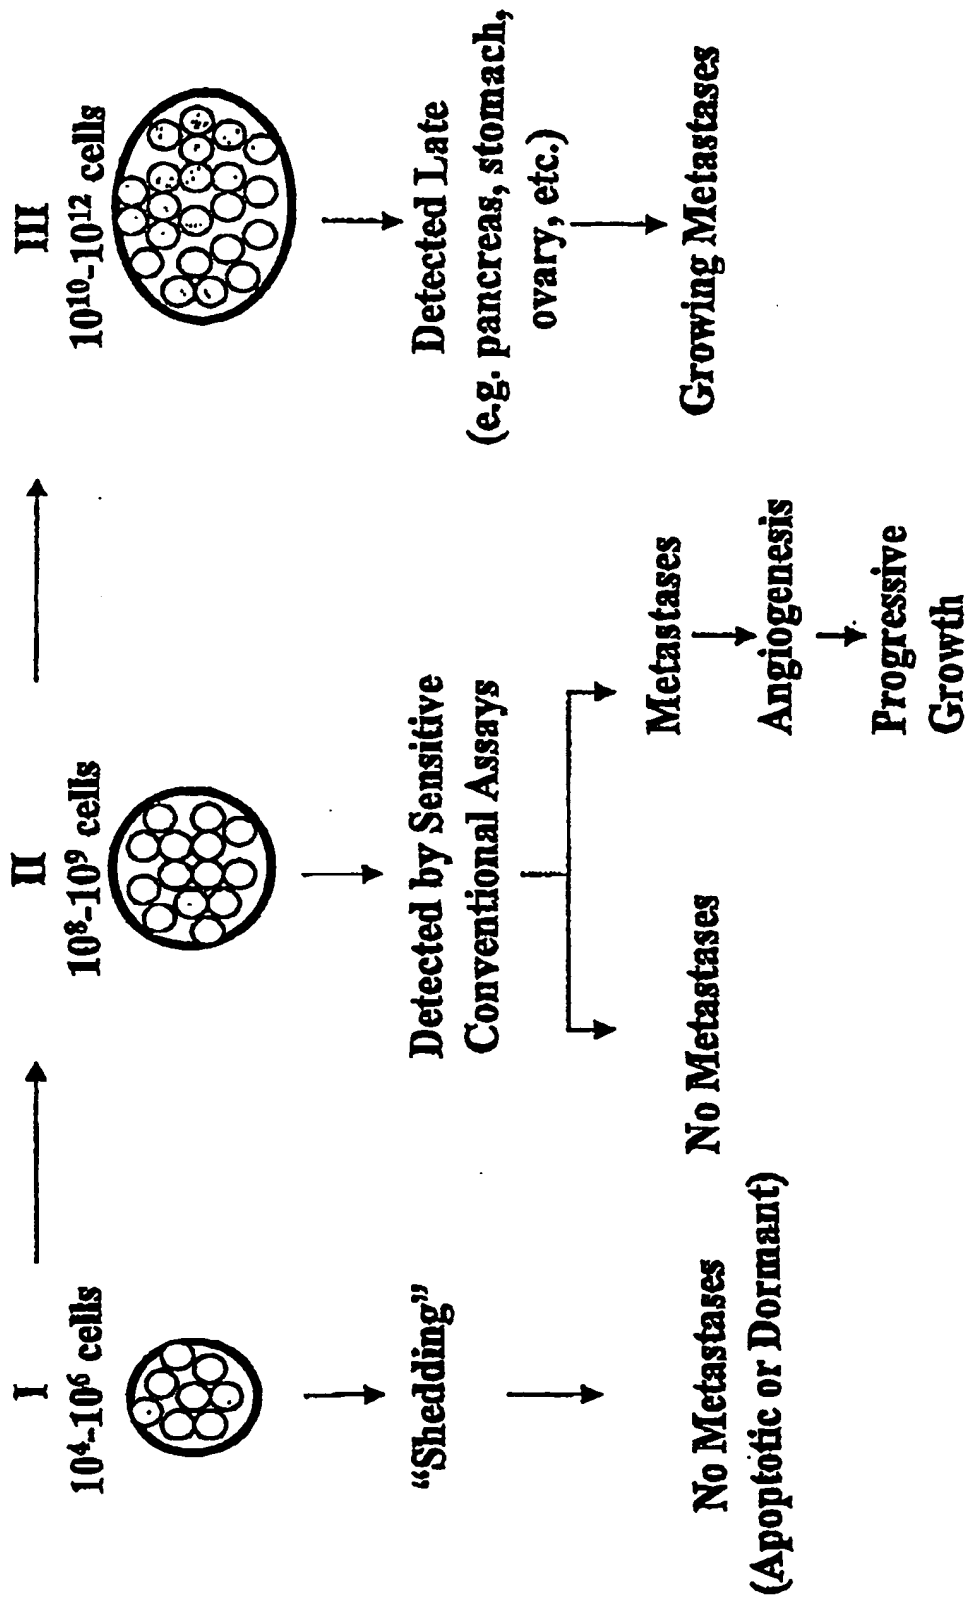 I
10⁴-10⁶ cells
“Shedding”
No Metastases
(Apoptotic or Dormant)
II
10⁸-10⁹ cells
Detected by Sensitive
Conventional Assays
No Metastases
Metastases
Angiogenesis
Progressive
Growth
III
10¹⁰-10¹² cells
Detected Late
(e.g. pancreas, stomach,
ovary, etc.)
Growing Metastases